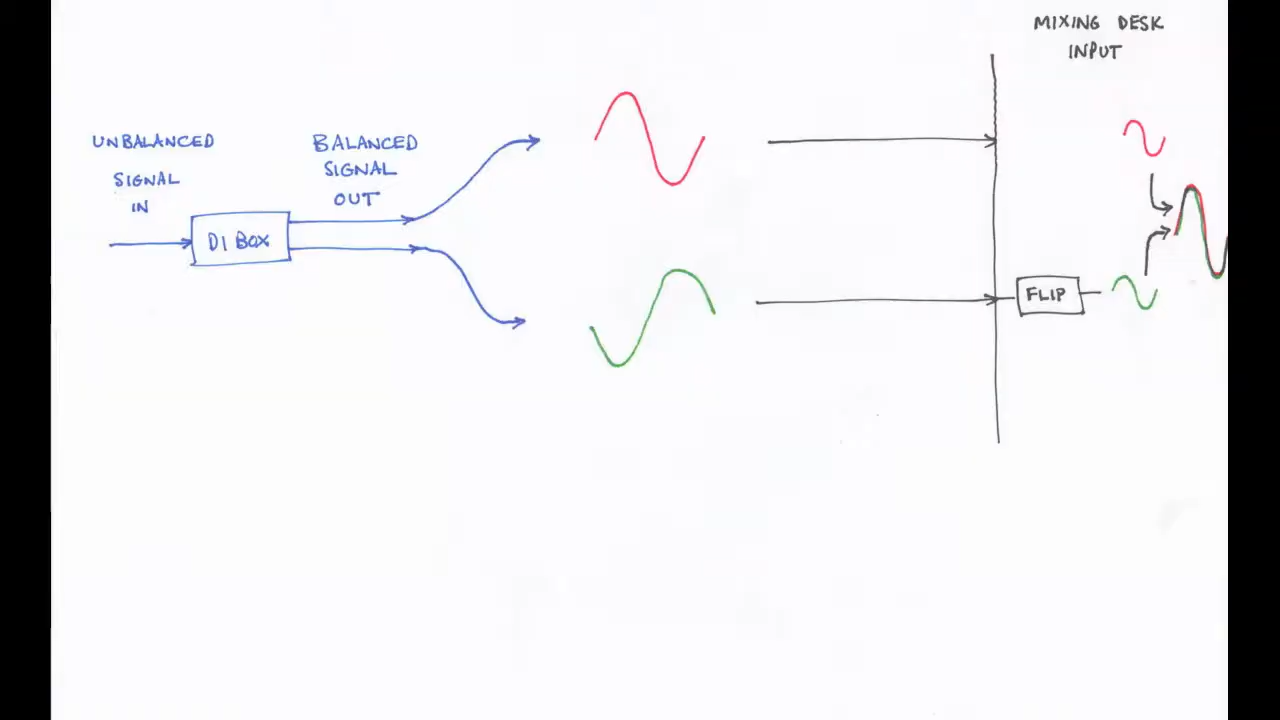 MIXING DESK
INPUT
UNBALANCED
SIGNAL
IN
BALANCED
SIGNAL
OUT
DI BOX
FLIP